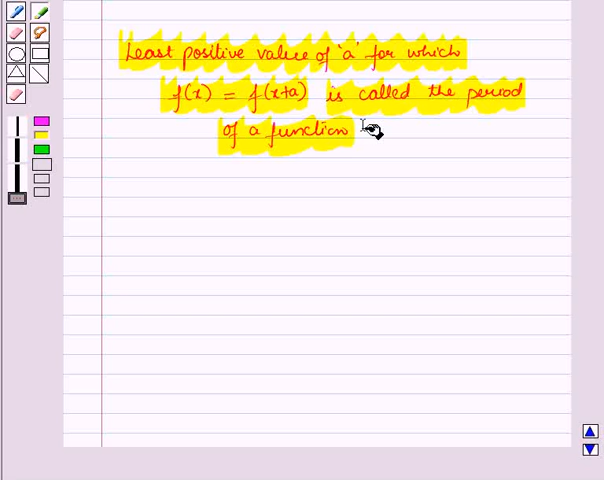 Least positive value of 'a' for which
f(x) = f(x+a) is called the period
of a function